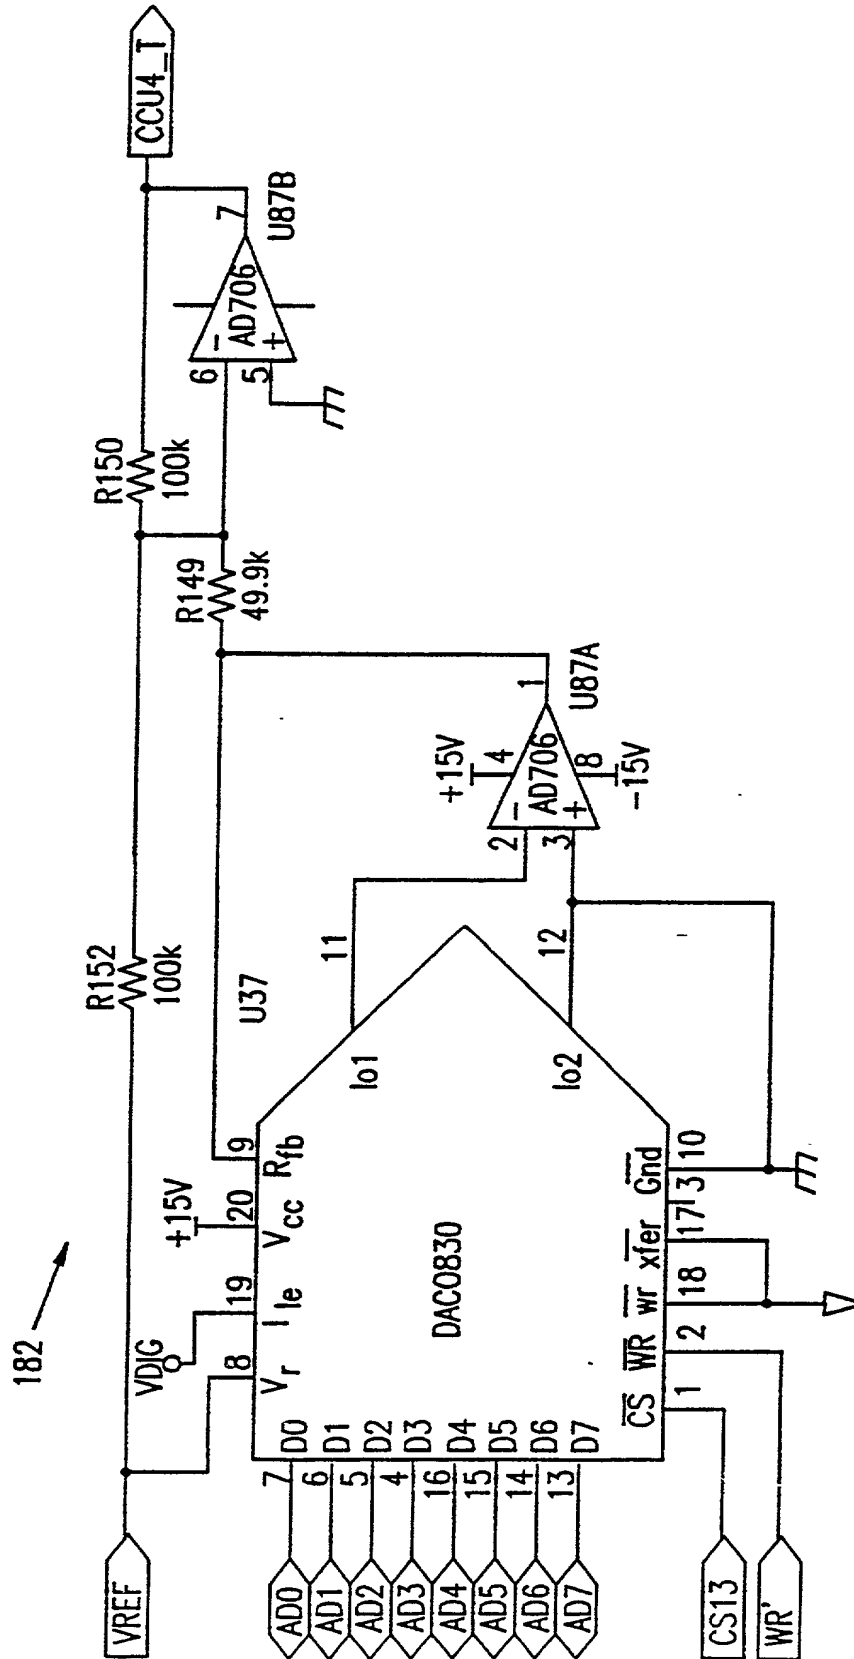 182
VREF
R152
100k
R150
100k
CCU4_T
VDIG
+15V
U37
R149
49.9k
6
7
5
-
+
AD706
U87B
8
19
20
9
Vr
Ile
Vcc
Rfb
AD0
7
D0
AD1
6
D1
AD2
5
D2
AD3
4
D3
AD4
16
D4
AD5
15
D5
AD6
14
D6
AD7
13
D7
DAC0830
Io1
11
Io2
12
+15V
4
2
3
-
+
AD706
1
8
-15V
U87A
CS
WR
wr
xfer
Gnd
1
2
18
17
3
10
CS13
WR'